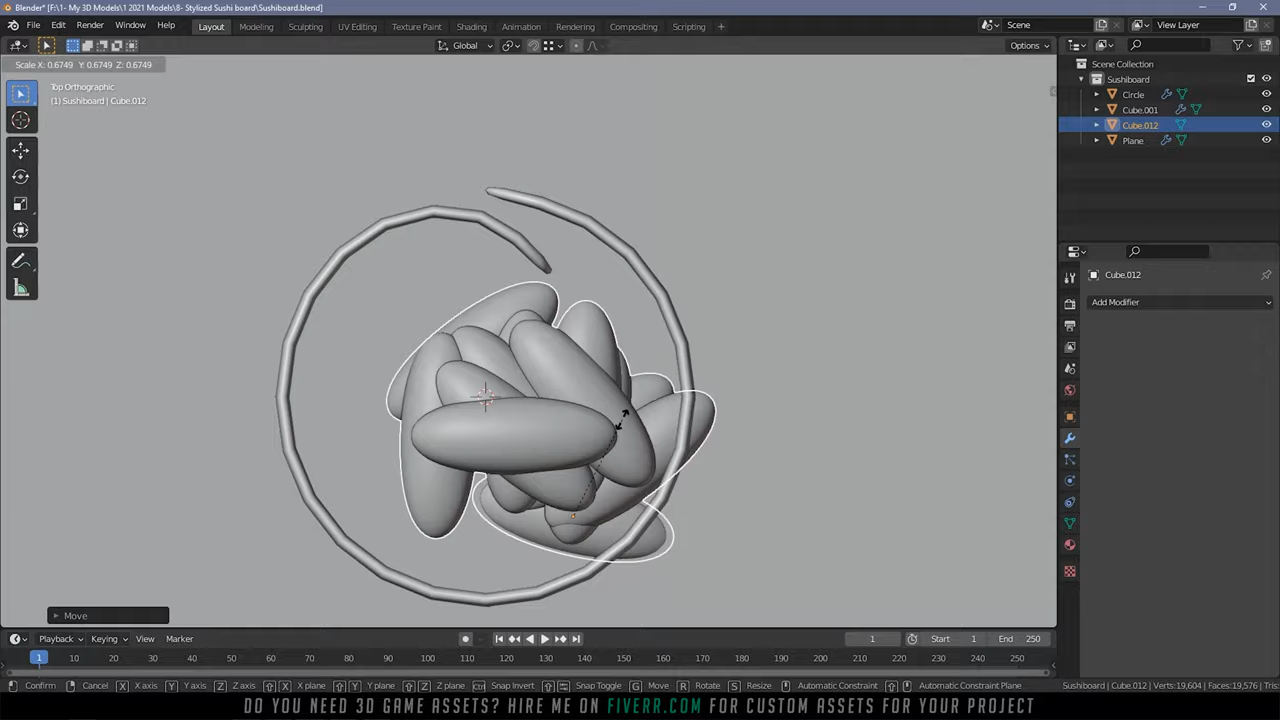 Blender* [F:\1- My 3D Models\1 2021 Models\8- Stylized Sushi board\Sushiboard.blend]
File Edit Render Window Help Layout Modeling Sculpting UV Editing Texture Paint Shading Animation Rendering Compositing Scripting + Scene View Layer
Global Options
Scale X: 0.6749 Y: 0.6749 Z: 0.6749
Top Orthographic
(1) Sushiboard | Cube.012
Scene Collection
Sushiboard
Circle
Cube.001
Cube.012
Plane
Cube.012
Add Modifier
Move
Playback Keying View Marker 1 Start 1 End 250
1 10 20 30 40 50 60 70 80 90 100 110 120 130 140 150 160 170 180 190 200 210 220 230 240 250
Confirm Cancel X X axis Y Y axis Z Z axis X X plane Y Y plane Z Z plane Ctrl Snap Invert Snap Toggle G Move R Rotate S Resize Automatic Constraint Automatic Constraint Plane Sushiboard | Cube.012 | Verts:19,604 | Faces:19,576 | Tris:
DO YOU NEED 3D GAME ASSETS? HIRE ME ON FIVERR.COM FOR CUSTOM ASSETS FOR YOUR PROJECT